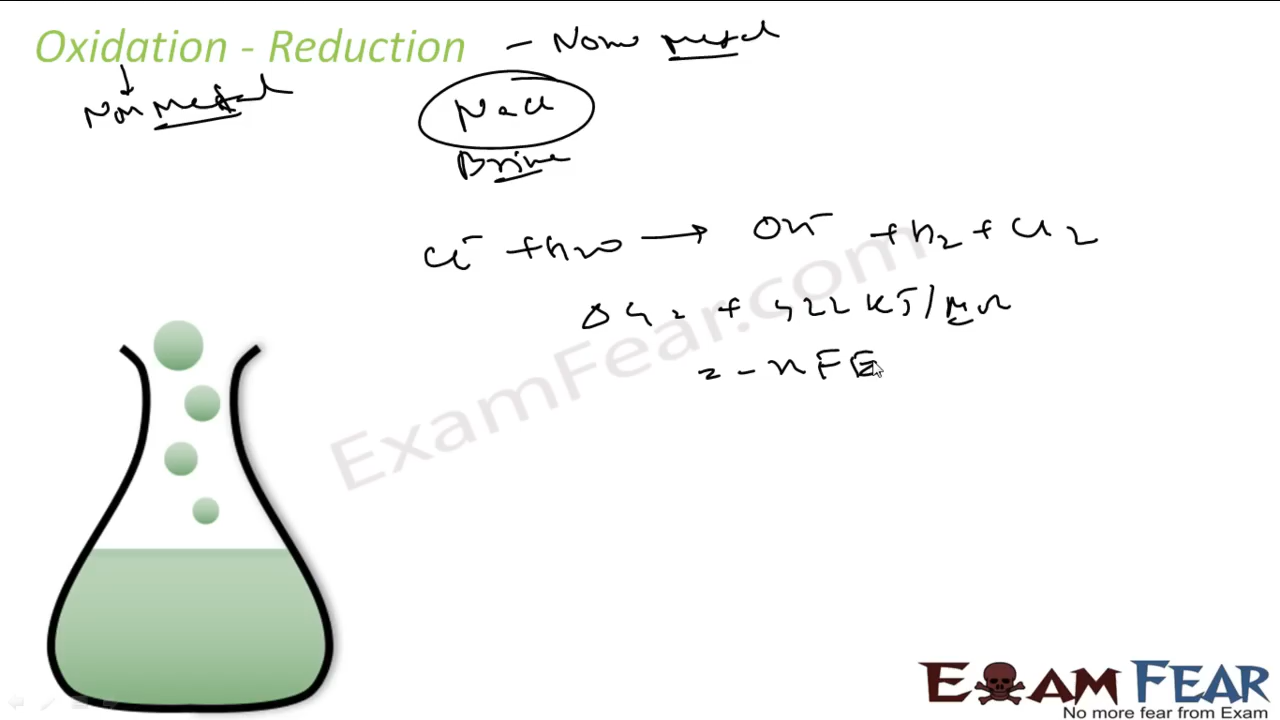 Oxidation - Reduction
- Non metal
Non metal
NaCl
Brine
Cl⁻ + H2O → OH⁻ + H2 + Cl2
ΔG = + 422 KJ/Mol
= - n F E
ExamFear.com
EXAM FEAR
No more fear from Exam